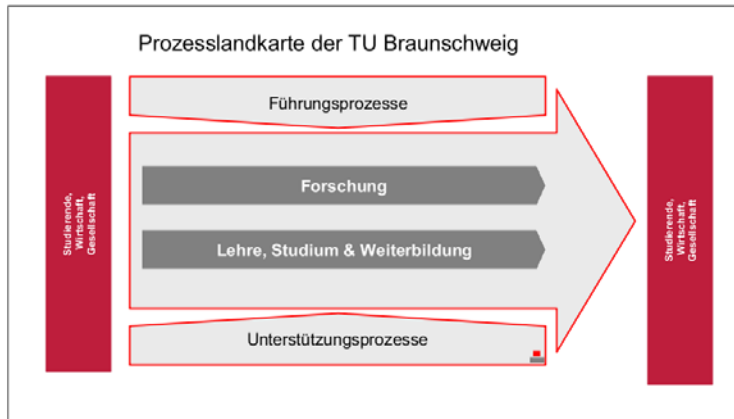 Prozesslandkarte der TU Braunschweig
Studierende,
Wirtschaft,
Gesellschaft
Führungsprozesse
Forschung
Lehre, Studium & Weiterbildung
Unterstützungsprozesse
Studierende,
Wirtschaft,
Gesellschaft